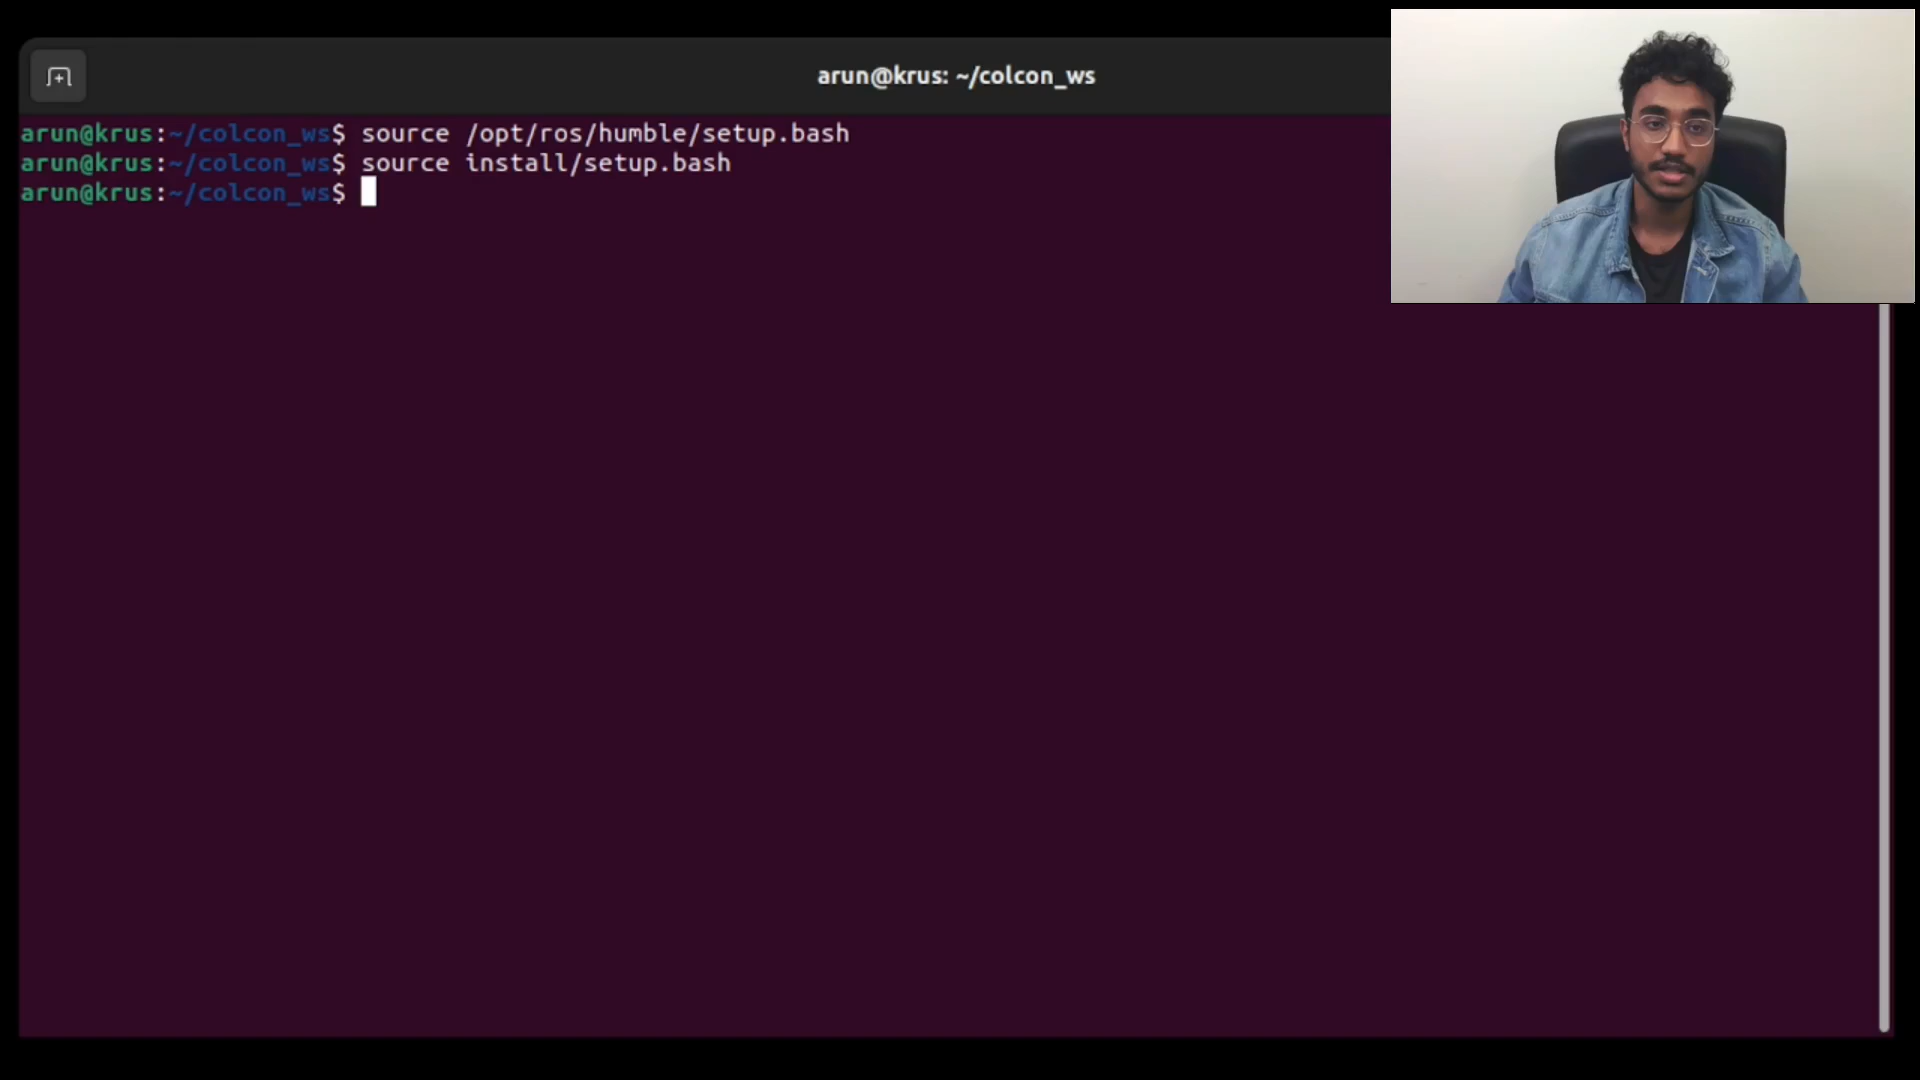 arun@krus: ~/colcon_ws
arun@krus:~/colcon_ws$ source /opt/ros/humble/setup.bash
arun@krus:~/colcon_ws$ source install/setup.bash
arun@krus:~/colcon_ws$